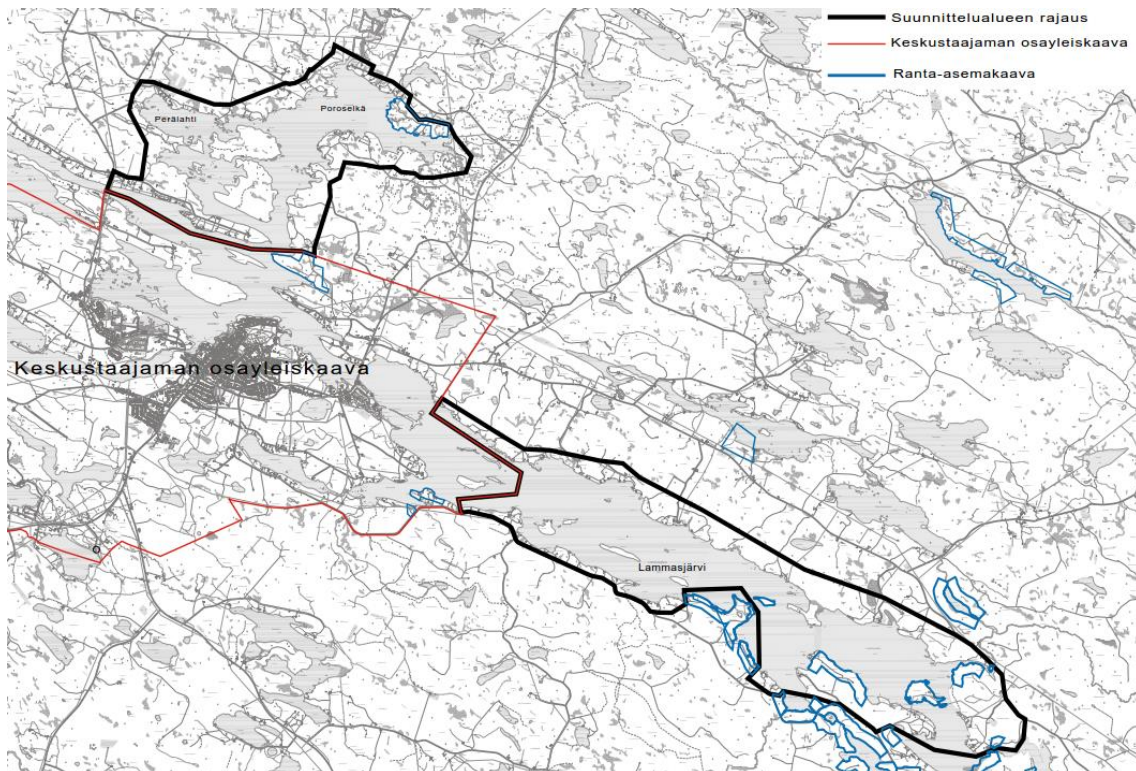 Suunnittelualueen rajaus
Keskustaajaman osayleiskaava
Ranta-asemakaava
Poroselkä
Perälahti
Keskustaajaman osayleiskaava
Lammasjärvi